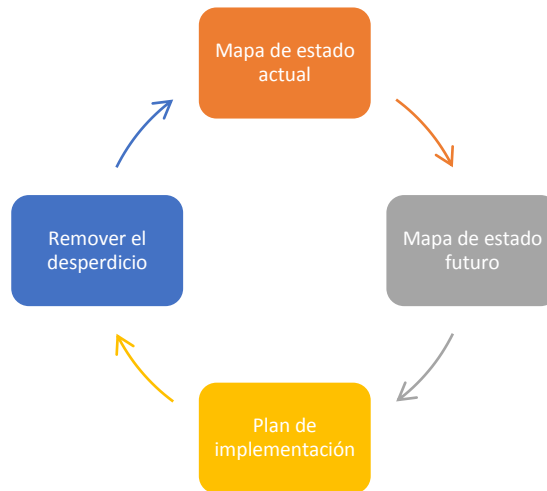 Mapa de estado
actual
Mapa de estado
futuro
Plan de
implementación
Remover el
desperdicio